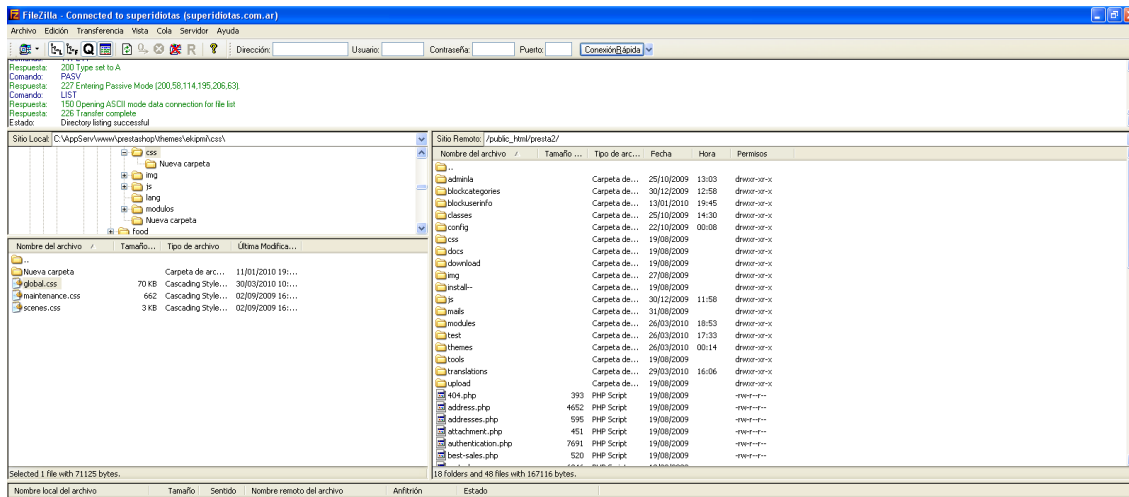 FileZilla - Connected to superidiotas (superidiotas.com.ar)
Archivo Edición Transferencia Vista Cola Servidor Ayuda
Dirección: Usuario: Contraseña: Puerto: ConexiónRápida
Respuesta: 200 Type set to A
Comando: PASV
Respuesta: 227 Entering Passive Mode (200,58,114,195,206,63).
Comando: LIST
Respuesta: 150 Opening ASCII mode data connection for file list
Respuesta: 226 Transfer complete
Estado: Directory listing successful
Sitio Local: C:\AppServ\www\prestashop\themes\ekipmi\css\
css
Nueva carpeta
img
js
lang
modulos
Nueva carpeta
food
Nombre del archivo Tamaño... Tipo de archivo Última Modifica...
..
Nueva carpeta Carpeta de arc... 11/01/2010 19:...
global.css 70 KB Cascading Style... 30/03/2010 10:...
maintenance.css 662 Cascading Style... 02/09/2009 16:...
scenes.css 3 KB Cascading Style... 02/09/2009 16:...
Selected 1 file with 71125 bytes.
Sitio Remoto: /public_html/presta2/
Nombre del archivo Tamaño ... Tipo de arc... Fecha Hora Permisos
..
adminla Carpeta de... 25/10/2009 13:03 drwxr-xr-x
blockcategories Carpeta de... 30/12/2009 12:58 drwxr-xr-x
blockuserinfo Carpeta de... 13/01/2010 19:45 drwxr-xr-x
classes Carpeta de... 25/10/2009 14:30 drwxr-xr-x
config Carpeta de... 22/10/2009 00:08 drwxr-xr-x
css Carpeta de... 19/08/2009 drwxr-xr-x
docs Carpeta de... 19/08/2009 drwxr-xr-x
download Carpeta de... 19/08/2009 drwxr-xr-x
img Carpeta de... 27/08/2009 drwxr-xr-x
install-- Carpeta de... 19/08/2009 drwxr-xr-x
js Carpeta de... 30/12/2009 11:58 drwxr-xr-x
mails Carpeta de... 31/08/2009 drwxr-xr-x
modules Carpeta de... 26/03/2010 18:53 drwxr-xr-x
test Carpeta de... 26/03/2010 17:33 drwxr-xr-x
themes Carpeta de... 26/03/2010 00:14 drwxr-xr-x
tools Carpeta de... 19/08/2009 drwxr-xr-x
translations Carpeta de... 29/03/2010 16:06 drwxr-xr-x
upload Carpeta de... 19/08/2009 drwxr-xr-x
404.php 393 PHP Script 19/08/2009 -rw-r--r--
address.php 4652 PHP Script 19/08/2009 -rw-r--r--
addresses.php 595 PHP Script 19/08/2009 -rw-r--r--
attachment.php 451 PHP Script 19/08/2009 -rw-r--r--
authentication.php 7691 PHP Script 19/08/2009 -rw-r--r--
best-sales.php 520 PHP Script 19/08/2009 -rw-r--r--
18 folders and 48 files with 167116 bytes.
Nombre local del archivo Tamaño Sentido Nombre remoto del archivo Anfitrión Estado